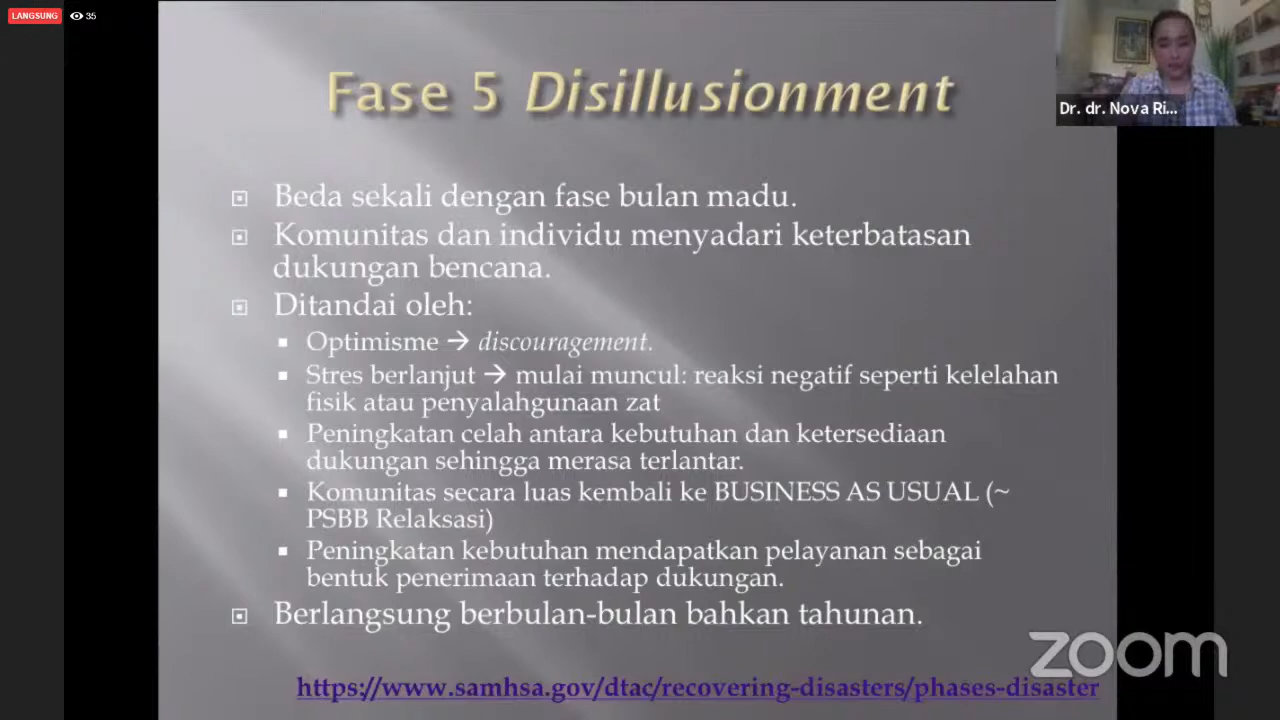 LANGSUNG
35
Fase 5 Disillusionment
Dr. dr. Nova Ri...
Beda sekali dengan fase bulan madu.
Komunitas dan individu menyadari keterbatasan
dukungan bencana.
Ditandai oleh:
Optimisme → discouragement.
Stres berlanjut → mulai muncul: reaksi negatif seperti kelelahan
fisik atau penyalahgunaan zat
Peningkatan celah antara kebutuhan dan ketersediaan
dukungan sehingga merasa terlantar.
Komunitas secara luas kembali ke BUSINESS AS USUAL (~
PSBB Relaksasi)
Peningkatan kebutuhan mendapatkan pelayanan sebagai
bentuk penerimaan terhadap dukungan.
Berlangsung berbulan-bulan bahkan tahunan.
zoom
https://www.samhsa.gov/dtac/recovering-disasters/phases-disaster